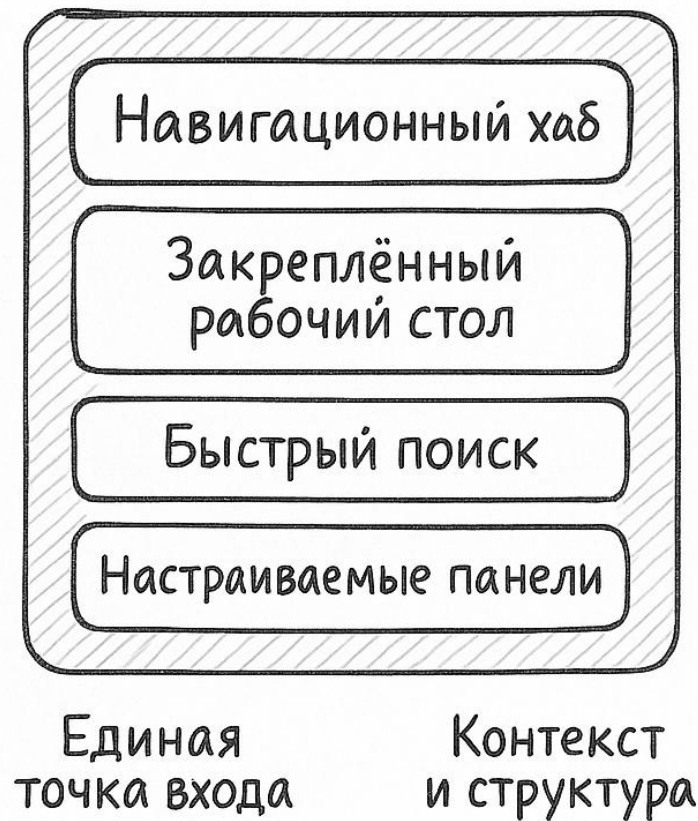 Навигационный хаб
Закреплённый
рабочий стол
Быстрый поиск
Настраиваемые панели
Единая
точка входа
Контекст
и структура